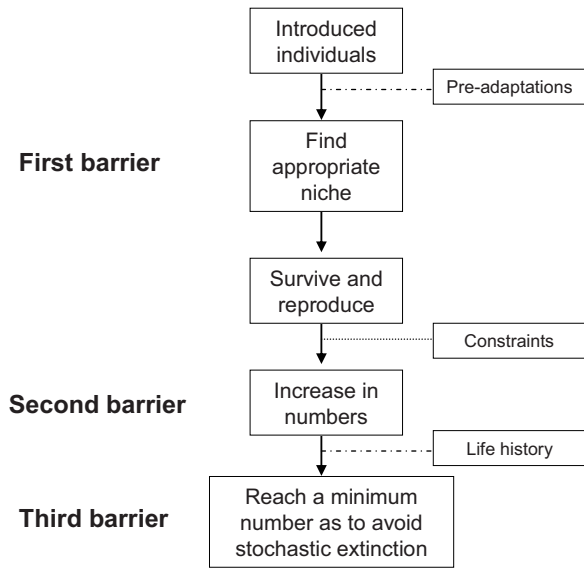 Introduced
individuals
Pre-adaptations
First barrier
Find
appropriate
niche
Survive and
reproduce
Constraints
Second barrier
Increase in
numbers
Life history
Third barrier
Reach a minimum
number as to avoid
stochastic extinction